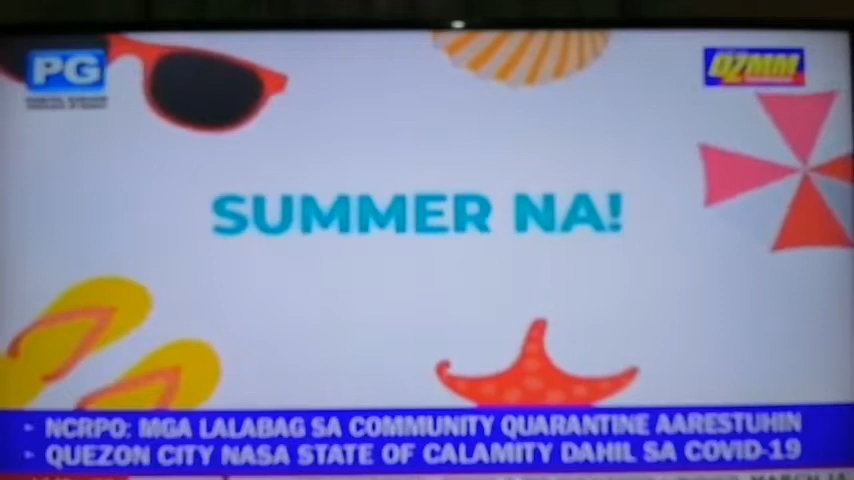 PG
DZMM
SUMMER NA!
NCRPO: MGA LALABAG SA COMMUNITY QUARANTINE AARESTUHIN
QUEZON CITY NASA STATE OF CALAMITY DAHIL SA COVID-19